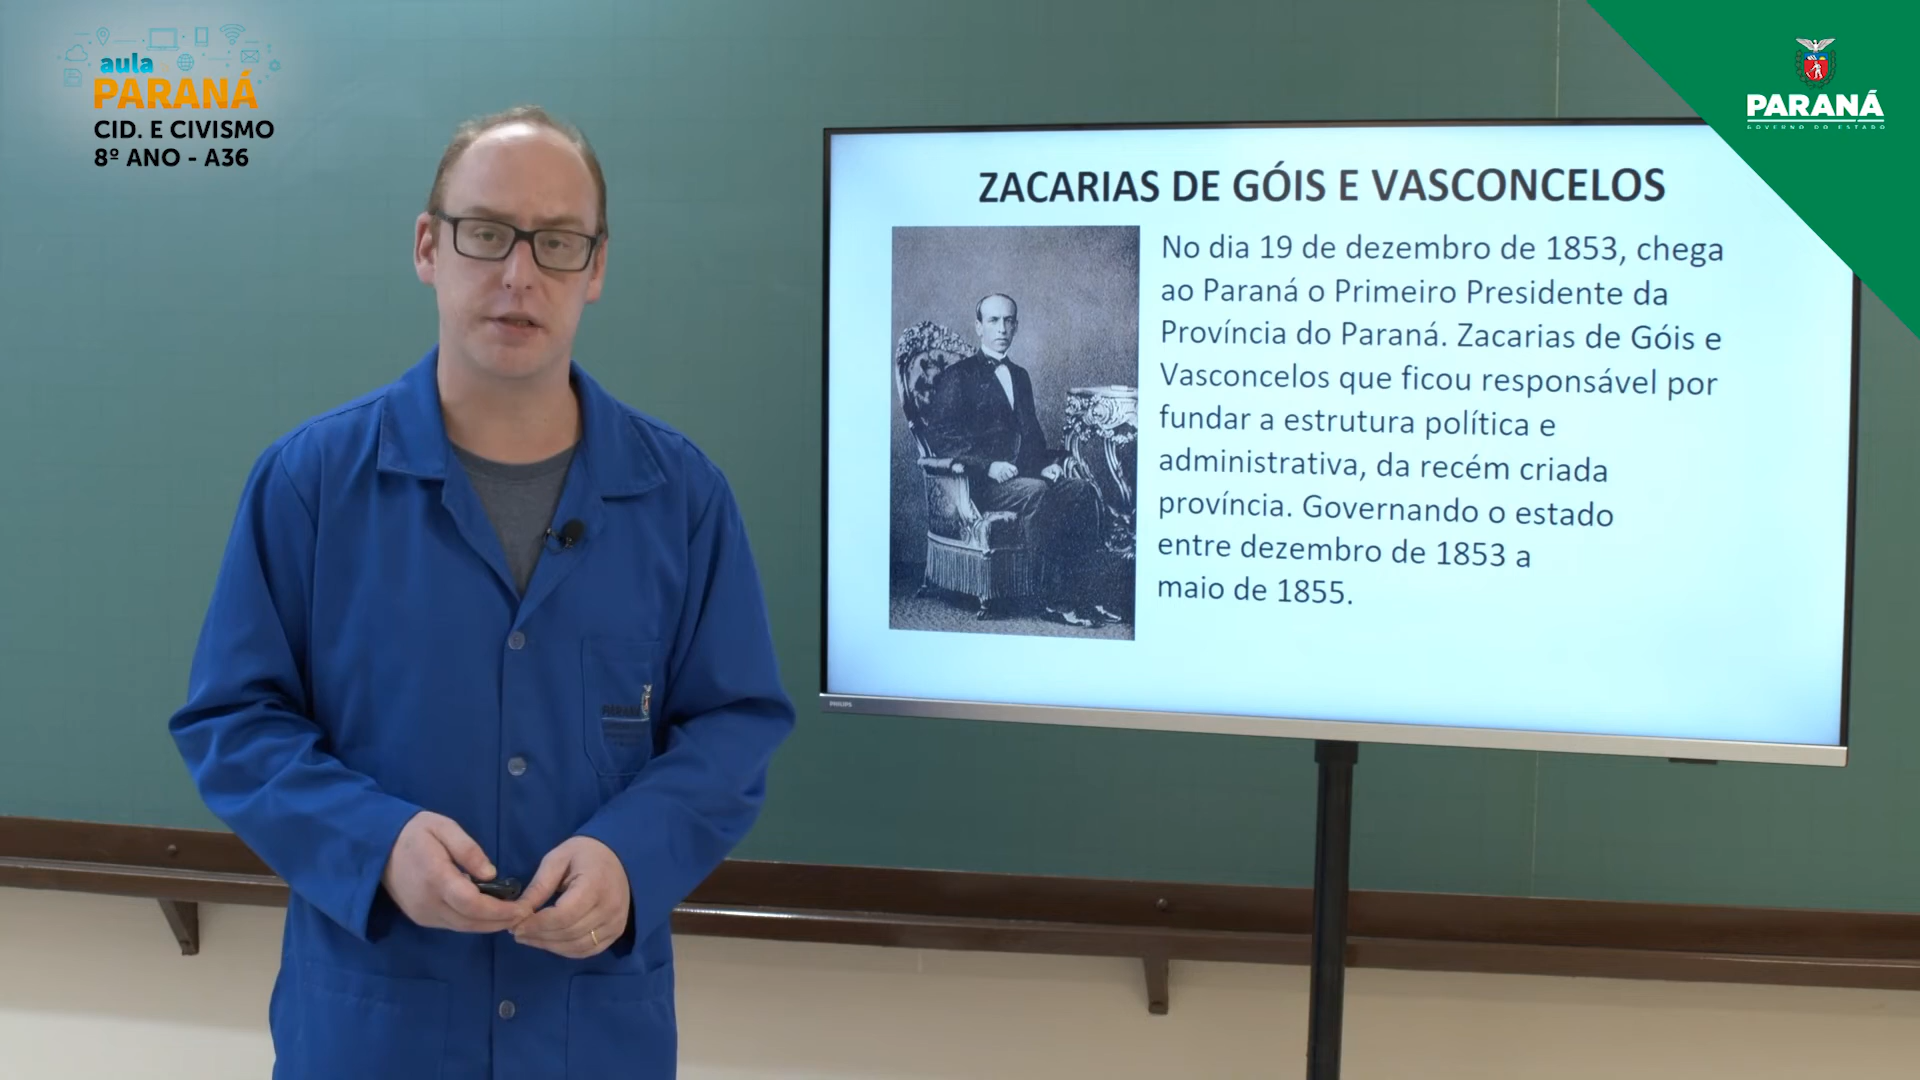 aula
PARANÁ
CID. E CIVISMO
8º ANO - A36
PARANÁ
GOVERNO DO ESTADO
ZACARIAS DE GÓIS E VASCONCELOS
No dia 19 de dezembro de 1853, chega
ao Paraná o Primeiro Presidente da
Província do Paraná. Zacarias de Góis e
Vasconcelos que ficou responsável por
fundar a estrutura política e
administrativa, da recém criada
província. Governando o estado
entre dezembro de 1853 a
maio de 1855.
PHILIPS
PARANÁ